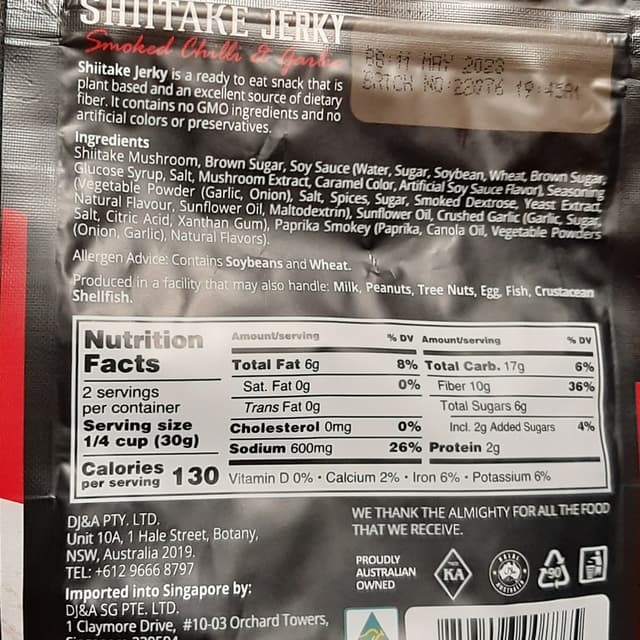 SHIITAKE JERKY
Smoked Chilli & Garlic
BB:11 MAY 2023
BATCH NO:22076 19:45A1
Shiitake Jerky is a ready to eat snack that is
plant based and an excellent source of dietary
fiber. It contains no GMO ingredients and no
artificial colors or preservatives.
Ingredients
Shiitake Mushroom, Brown Sugar, Soy Sauce (Water, Sugar, Soybean, Wheat, Brown Sugar,
Glucose Syrup, Salt, Mushroom Extract, Caramel Color, Artificial Soy Sauce Flavor), Seasoning
(Vegetable Powder (Garlic, Onion), Salt, Spices, Sugar, Smoked Dextrose, Yeast Extract,
Natural Flavour, Sunflower Oil, Maltodextrin), Sunflower Oil, Crushed Garlic (Garlic, Sugar,
Salt, Citric Acid, Xanthan Gum), Paprika Smokey (Paprika, Canola Oil, Vegetable Powders
(Onion, Garlic), Natural Flavors).
Allergen Advice: Contains Soybeans and Wheat.
Produced in a facility that may also handle: Milk, Peanuts, Tree Nuts, Egg, Fish, Crustacean
Shellfish.
Nutrition
Facts
2 servings
per container
Serving size
1/4 cup (30g)
Calories
per serving 130
Amount/serving % DV
Total Fat 6g 8%
Sat. Fat 0g 0%
Trans Fat 0g
Cholesterol 0mg 0%
Sodium 600mg 26%
Amount/serving % DV
Total Carb. 17g 6%
Fiber 10g 36%
Total Sugars 6g
Incl. 2g Added Sugars 4%
Protein 2g
Vitamin D 0% • Calcium 2% • Iron 6% • Potassium 6%
DJ&A PTY. LTD.
Unit 10A, 1 Hale Street, Botany,
NSW, Australia 2019.
TEL: +612 9666 8797
Imported into Singapore by:
DJ&A SG PTE. LTD.
1 Claymore Drive, #10-03 Orchard Towers,
WE THANK THE ALMIGHTY FOR ALL THE FOOD
THAT WE RECEIVE.
PROUDLY
AUSTRALIAN
OWNED
KA
90